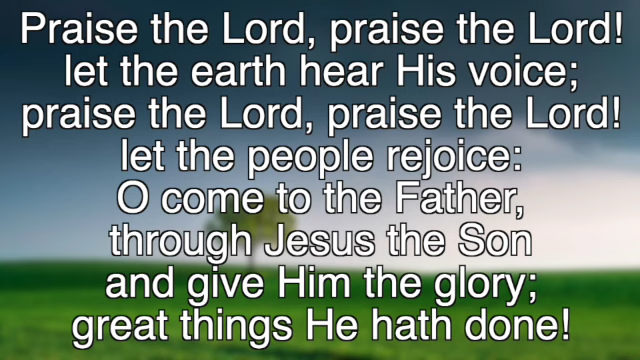 Praise the Lord, praise the Lord!
let the earth hear His voice;
praise the Lord, praise the Lord!
let the people rejoice:
O come to the Father,
through Jesus the Son
and give Him the glory;
great things He hath done!